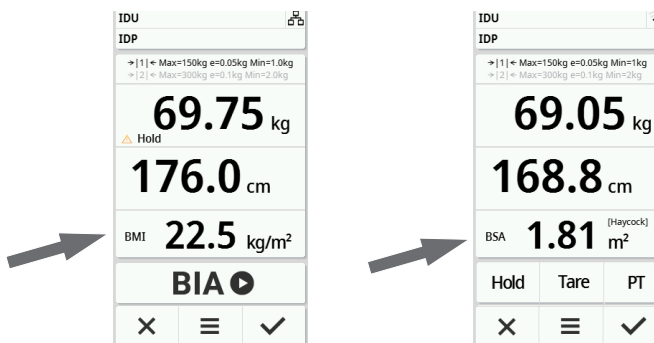 IDU
IDP
→|1|← Max=150kg e=0.05kg Min=1.0kg
→|2|← Max=300kg e=0.1kg Min=2.0kg
69.75 kg
Hold
176.0 cm
BMI 22.5 kg/m²
BIA
IDU
IDP
→|1|← Max=150kg e=0.05kg Min=1kg
→|2|← Max=300kg e=0.1kg Min=2kg
69.05 kg
168.8 cm
BSA 1.81 [Haycock] m²
Hold Tare PT